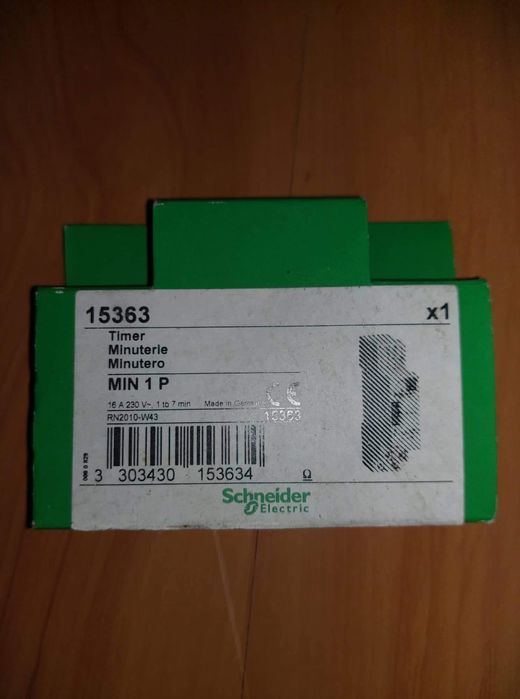 15363 x1
Timer
Minuterie
Minutero
MIN 1 P
16 A 230 V~, 1 to 7 min Made in Germany
RN2010-W43
CE
15363
3 303430 153634 Ω
Schneider
Electric